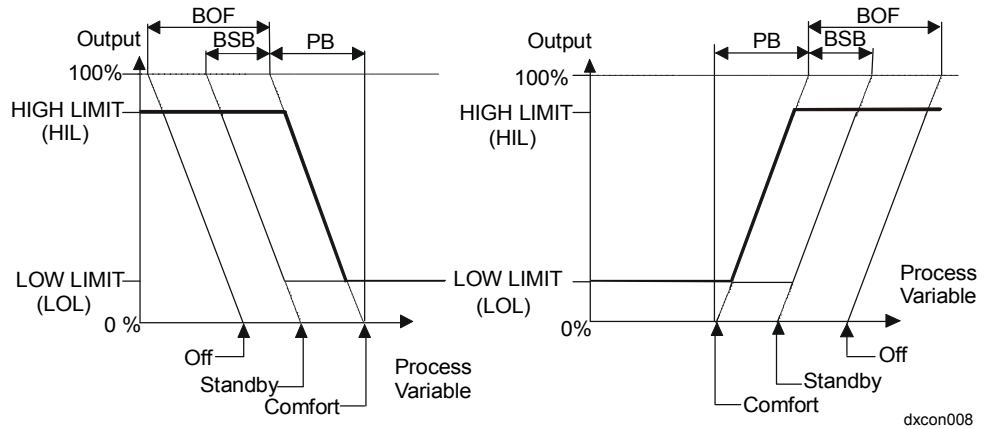 BOF
Output
BSB
PB
100%
HIGH LIMIT
(HIL)
LOW LIMIT
(LOL)
0 %
Off
Standby
Comfort
Process
Variable
BOF
Output
PB
BSB
100%
HIGH LIMIT
(HIL)
LOW LIMIT
(LOL)
0%
Process
Variable
Off
Standby
Comfort
dxcon008